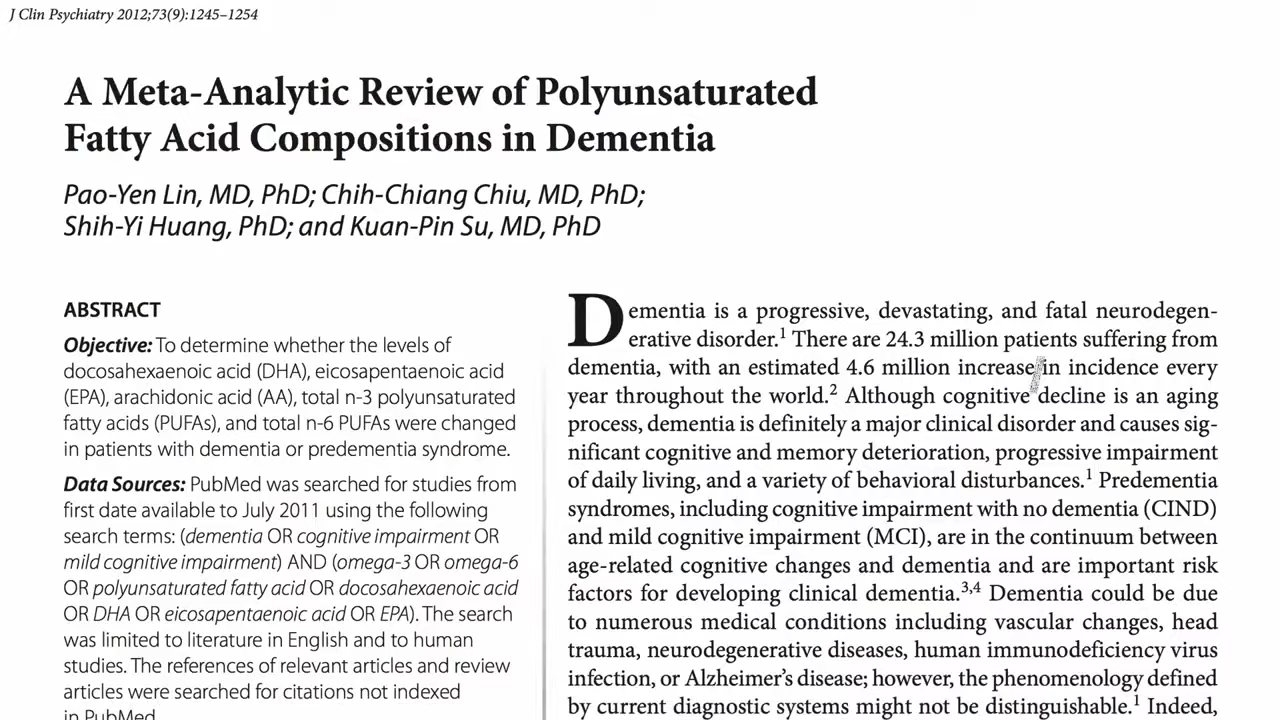 J Clin Psychiatry 2012;73(9):1245–1254
A Meta-Analytic Review of Polyunsaturated
Fatty Acid Compositions in Dementia
Pao-Yen Lin, MD, PhD; Chih-Chiang Chiu, MD, PhD;
Shih-Yi Huang, PhD; and Kuan-Pin Su, MD, PhD
ABSTRACT
Objective: To determine whether the levels of
docosahexaenoic acid (DHA), eicosapentaenoic acid
(EPA), arachidonic acid (AA), total n-3 polyunsaturated
fatty acids (PUFAs), and total n-6 PUFAs were changed
in patients with dementia or predementia syndrome.
Data Sources: PubMed was searched for studies from
first date available to July 2011 using the following
search terms: (dementia OR cognitive impairment OR
mild cognitive impairment) AND (omega-3 OR omega-6
OR polyunsaturated fatty acid OR docosahexaenoic acid
OR DHA OR eicosapentaenoic acid OR EPA). The search
was limited to literature in English and to human
studies. The references of relevant articles and review
articles were searched for citations not indexed
in PubMed.
Dementia is a progressive, devastating, and fatal neurodegen-
erative disorder.1 There are 24.3 million patients suffering from
dementia, with an estimated 4.6 million increase in incidence every
year throughout the world.2 Although cognitive decline is an aging
process, dementia is definitely a major clinical disorder and causes sig-
nificant cognitive and memory deterioration, progressive impairment
of daily living, and a variety of behavioral disturbances.1 Predementia
syndromes, including cognitive impairment with no dementia (CIND)
and mild cognitive impairment (MCI), are in the continuum between
age-related cognitive changes and dementia and are important risk
factors for developing clinical dementia.3,4 Dementia could be due
to numerous medical conditions including vascular changes, head
trauma, neurodegenerative diseases, human immunodeficiency virus
infection, or Alzheimer's disease; however, the phenomenology defined
by current diagnostic systems might not be distinguishable.1 Indeed,